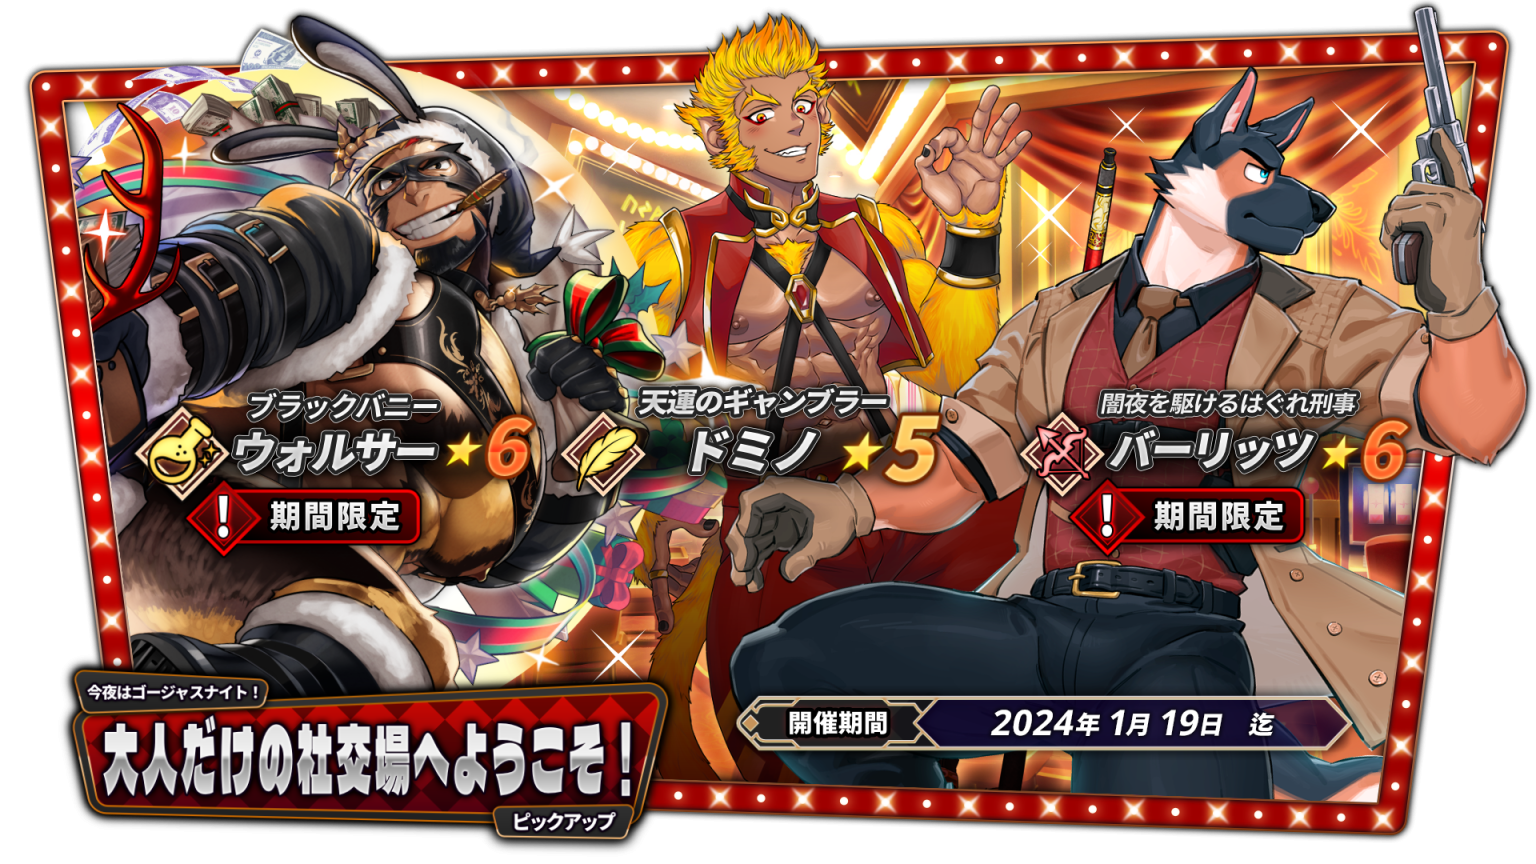 ブラックバニー
ウォルサー ★6
期間限定
天運のギャンブラー
ドミノ ★5
闇夜を駆けるはぐれ刑事
バーリッツ ★6
期間限定
今夜はゴージャスナイト！
大人だけの社交場へようこそ！
ピックアップ
開催期間
2024年 1月 19日 迄